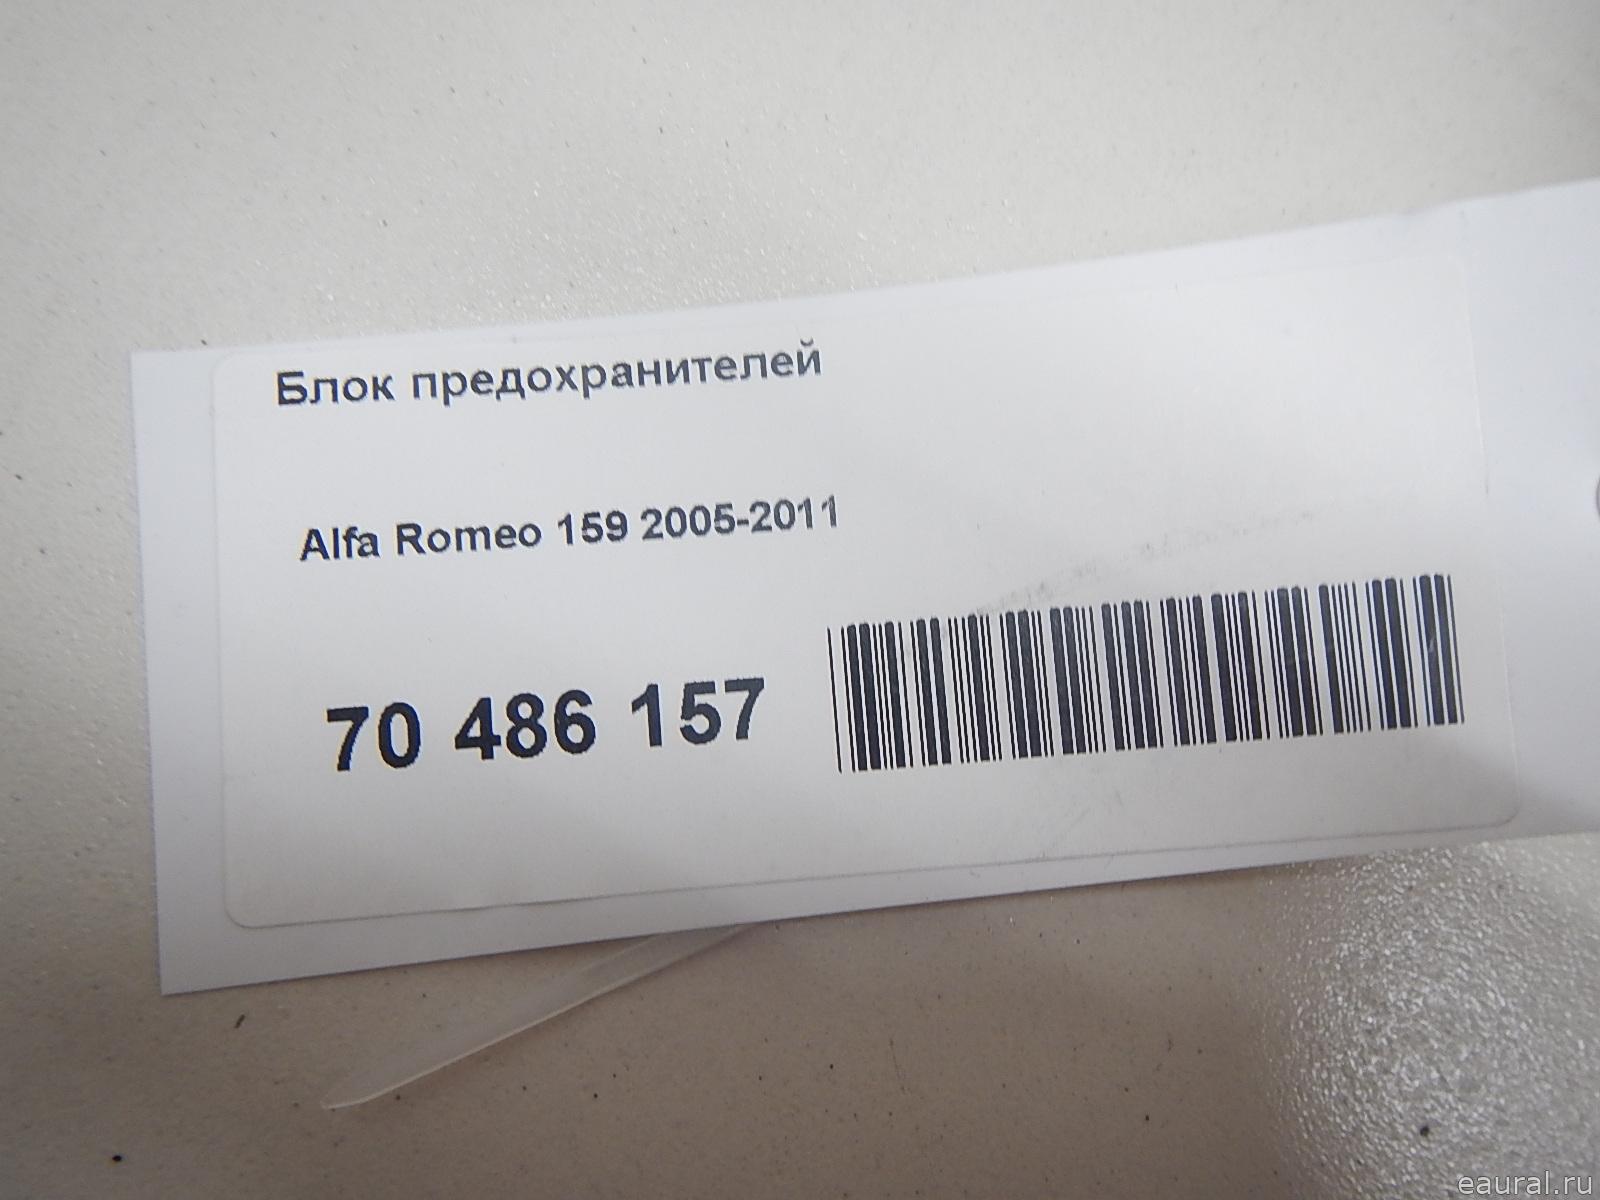 Блок предохранителей
Alfa Romeo 159 2005-2011
70 486 157
eaural.ru